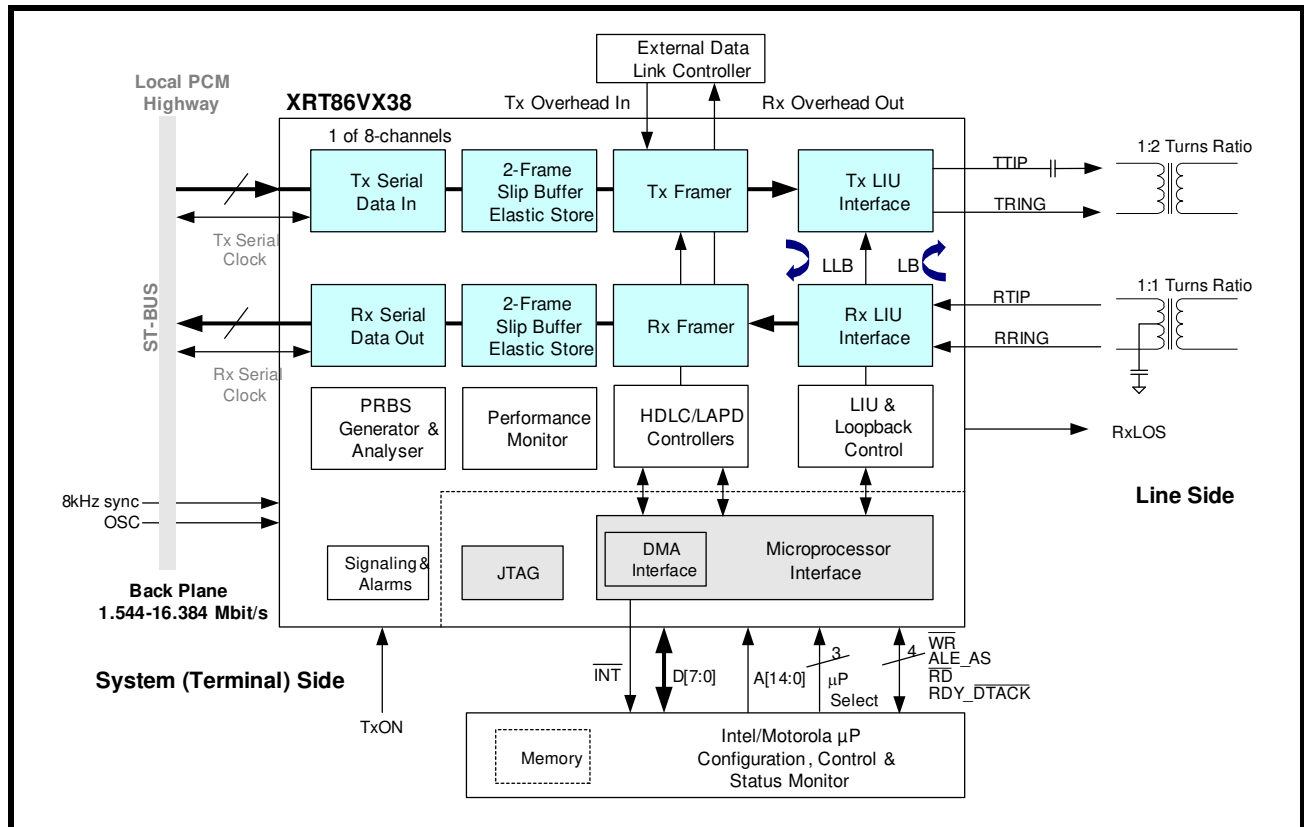 External Data
Link Controller
Local PCM
Highway
XRT86VX38
Tx Overhead In
Rx Overhead Out
1 of 8-channels
Tx Serial
Data In
2-Frame
Slip Buffer
Elastic Store
Tx Framer
Tx LIU
Interface
TTIP
TRING
1:2 Turns Ratio
Tx Serial
Clock
LLB
LB
ST-BUS
Rx Serial
Data Out
2-Frame
Slip Buffer
Elastic Store
Rx Framer
Rx LIU
Interface
RTIP
RRING
1:1 Turns Ratio
Rx Serial
Clock
PRBS
Generator &
Analyser
Performance
Monitor
HDLC/LAPD
Controllers
LIU &
Loopback
Control
RxLOS
Line Side
8kHz sync
OSC
Signaling &
Alarms
JTAG
DMA
Interface
Microprocessor
Interface
Back Plane
1.544-16.384 Mbit/s
System (Terminal) Side
TxON
INT
D[7:0]
A[14:0]
3
µP
Select
4
WR
ALE_AS
RD
RDY_DTACK
Memory
Intel/Motorola µP
Configuration, Control &
Status Monitor